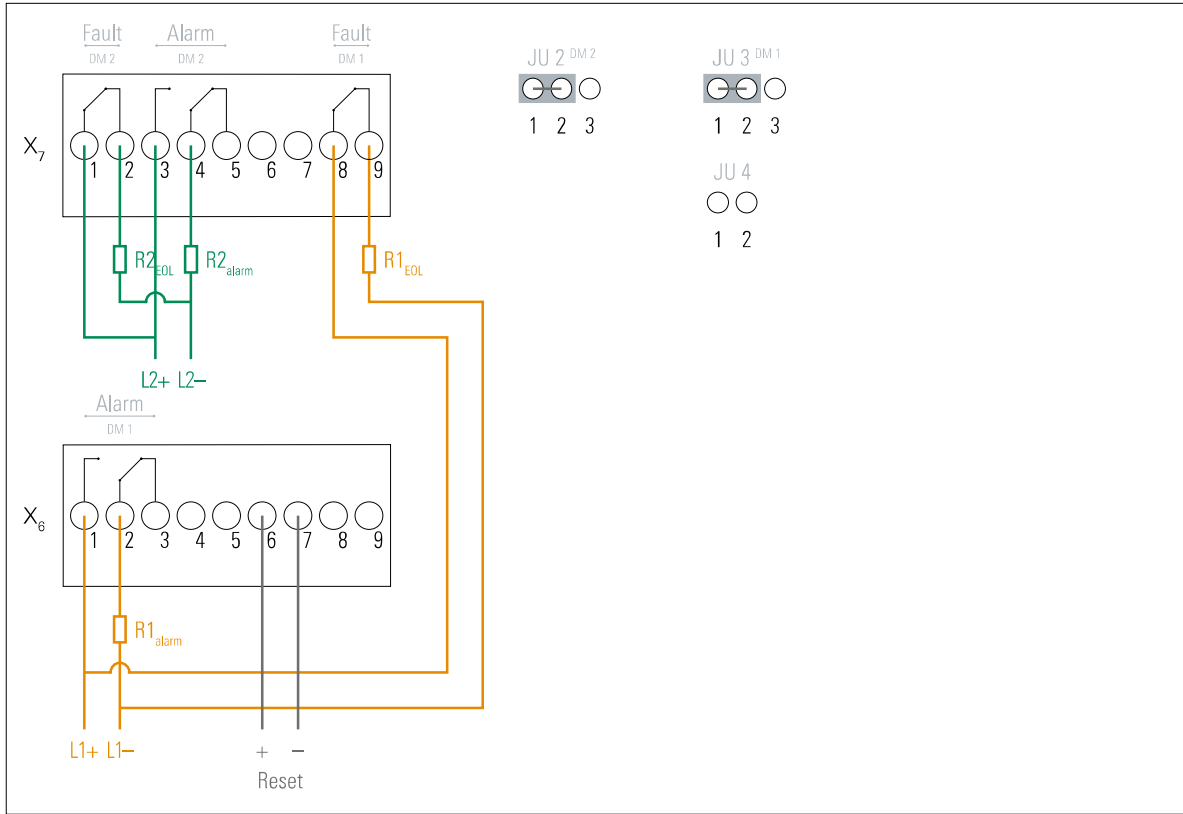 Fault Alarm Fault
DM 2 DM 2 DM 1
JU 2 DM 2 JU 3 DM 1
1 2 3 1 2 3
X7 1 2 3 4 5 6 7 8 9
JU 4
1 2
R2EOL R2alarm R1EOL
L2+ L2–
Alarm
DM 1
X6 1 2 3 4 5 6 7 8 9
R1alarm
L1+ L1–
+ –
Reset